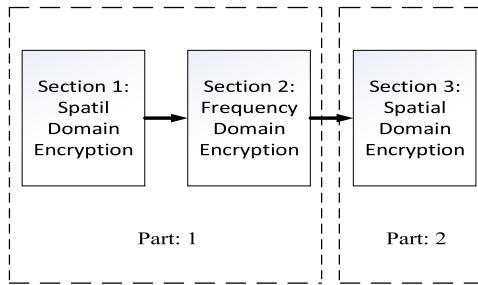 Section 1:
Spatil
Domain
Encryption
Section 2:
Frequency
Domain
Encryption
Section 3:
Spatial
Domain
Encryption
Part: 1
Part: 2